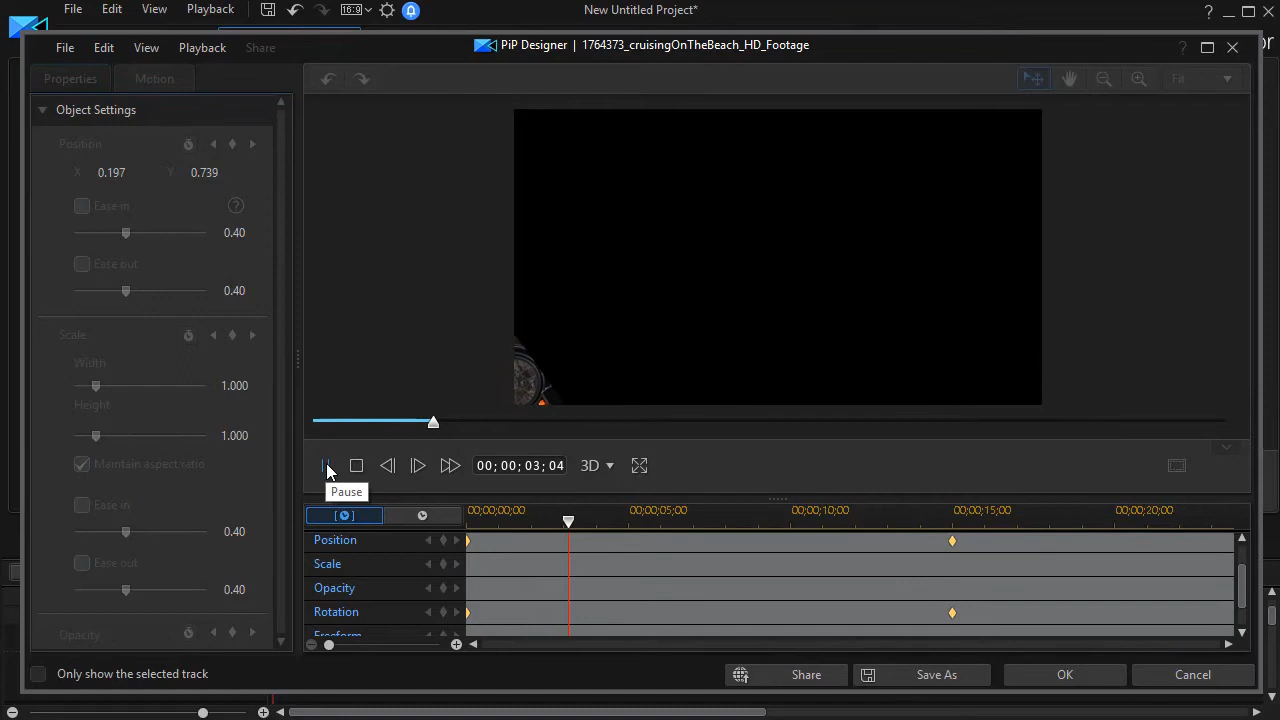 File Edit View Playback 16:9 New Untitled Project* ?
PiP Designer | 1764373_cruisingOnTheBeach_HD_Footage ?
File Edit View Playback Share
or
Properties Motion
Fit
Object Settings
Position
X 0.197 Y 0.739
Ease in ?
0.40
Ease out
0.40
Scale
Width
1.000
Height
1.000
Maintain aspect ratio
Ease in
0.40
Ease out
0.40
Opacity
00; 00; 03; 04 3D
Pause
00;00;00;00 00;00;05;00 00;00;10;00 00;00;15;00 00;00;20;00
Position
Scale
Opacity
Rotation
Freeform
Only show the selected track
Share Save As OK Cancel